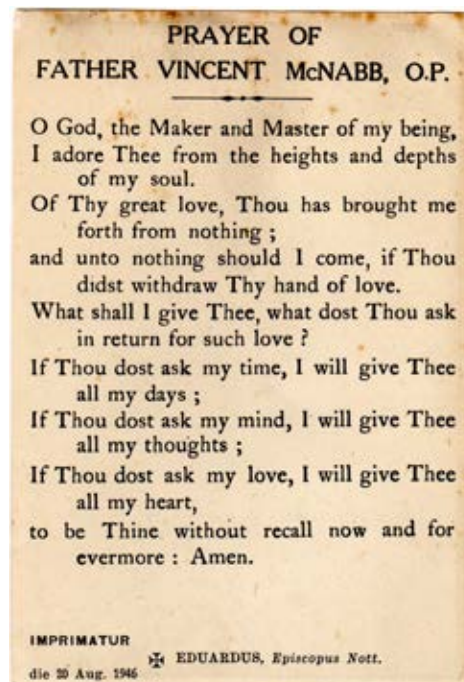 PRAYER OF
FATHER VINCENT McNABB, O.P.
O God, the Maker and Master of my being,
I adore Thee from the heights and depths
of my soul.
Of Thy great love, Thou has brought me
forth from nothing ;
and unto nothing should I come, if Thou
didst withdraw Thy hand of love.
What shall I give Thee, what dost Thou ask
in return for such love ?
If Thou dost ask my time, I will give Thee
all my days ;
If Thou dost ask my mind, I will give Thee
all my thoughts ;
If Thou dost ask my love, I will give Thee
all my heart,
to be Thine without recall now and for
evermore : Amen.
IMPRIMATUR
✠ EDUARDUS, Episcopus Nott.
die 20 Aug. 1946